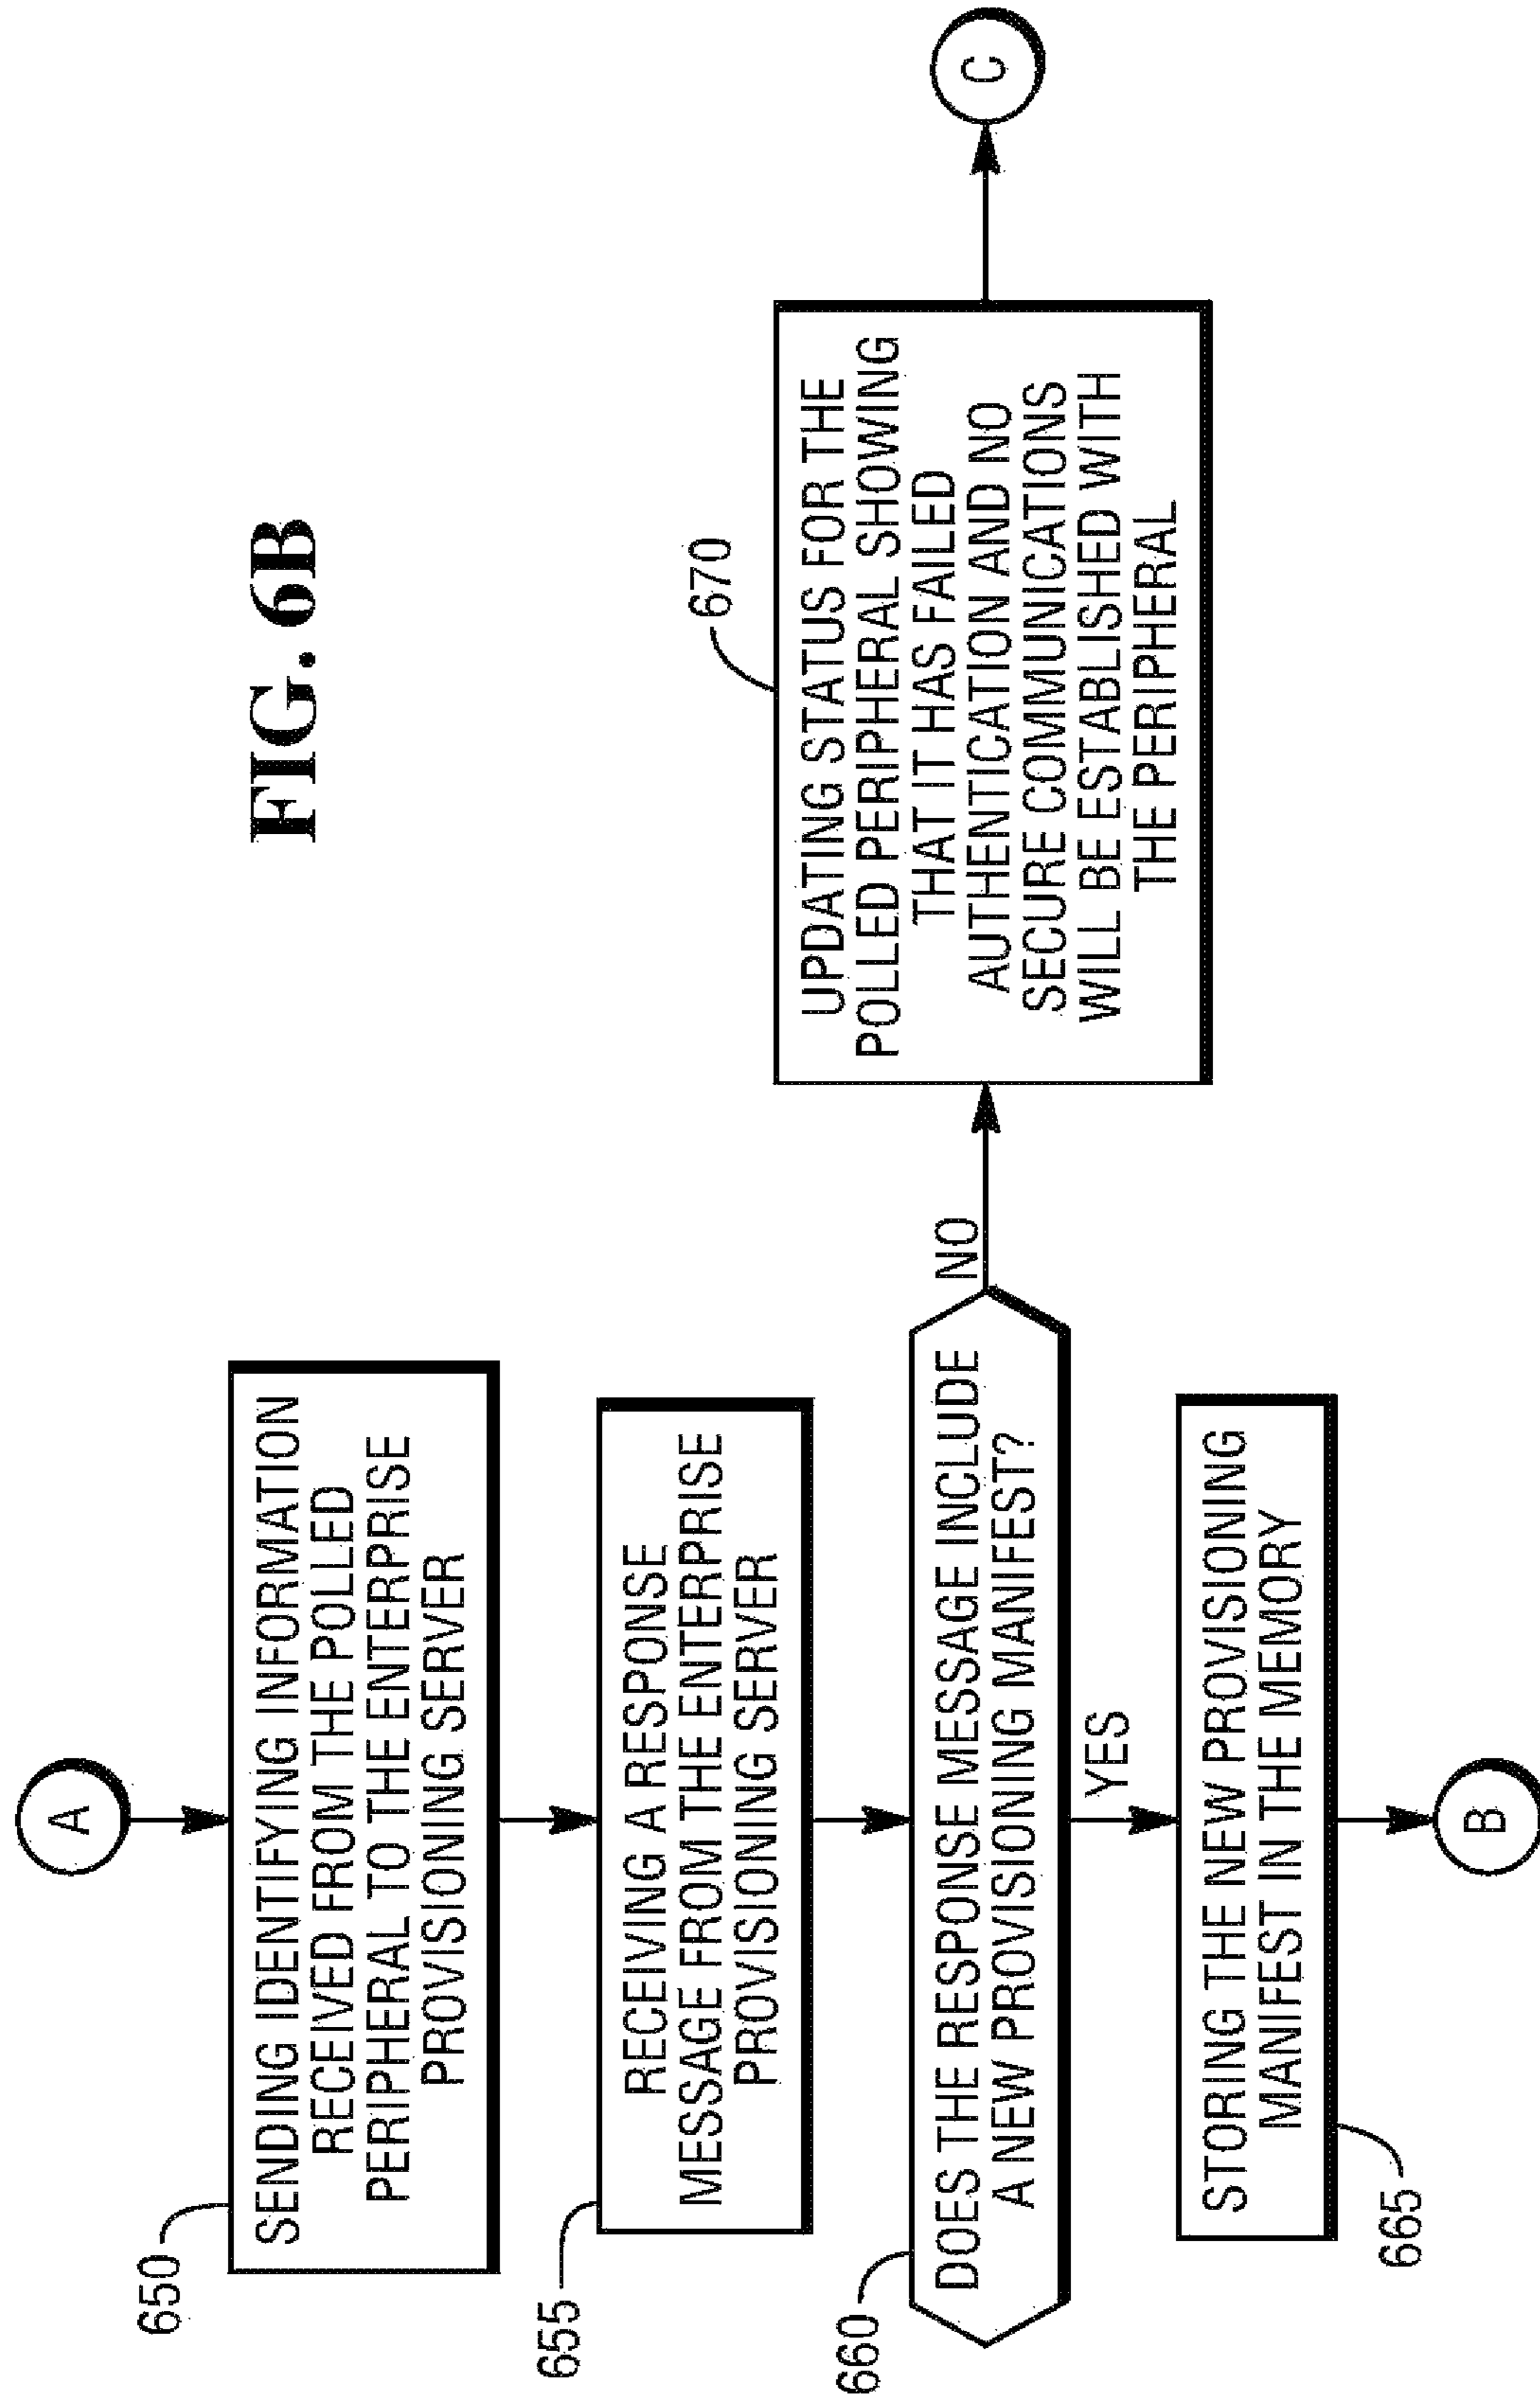 FIG. 6B
A
650
SENDING IDENTIFYING INFORMATION
RECEIVED FROM THE POLLED
PERIPHERAL TO THE ENTERPRISE
PROVISIONING SERVER
655
RECEIVING A RESPONSE
MESSAGE FROM THE ENTERPRISE
PROVISIONING SERVER
660
DOES THE RESPONSE MESSAGE INCLUDE
A NEW PROVISIONING MANIFEST?
NO
YES
670
UPDATING STATUS FOR THE
POLLED PERIPHERAL SHOWING
THAT IT HAS FAILED
AUTHENTICATION AND NO
SECURE COMMUNICATIONS
WILL BE ESTABLISHED WITH
THE PERIPHERAL
C
STORING THE NEW PROVISIONING
MANIFEST IN THE MEMORY
665
B